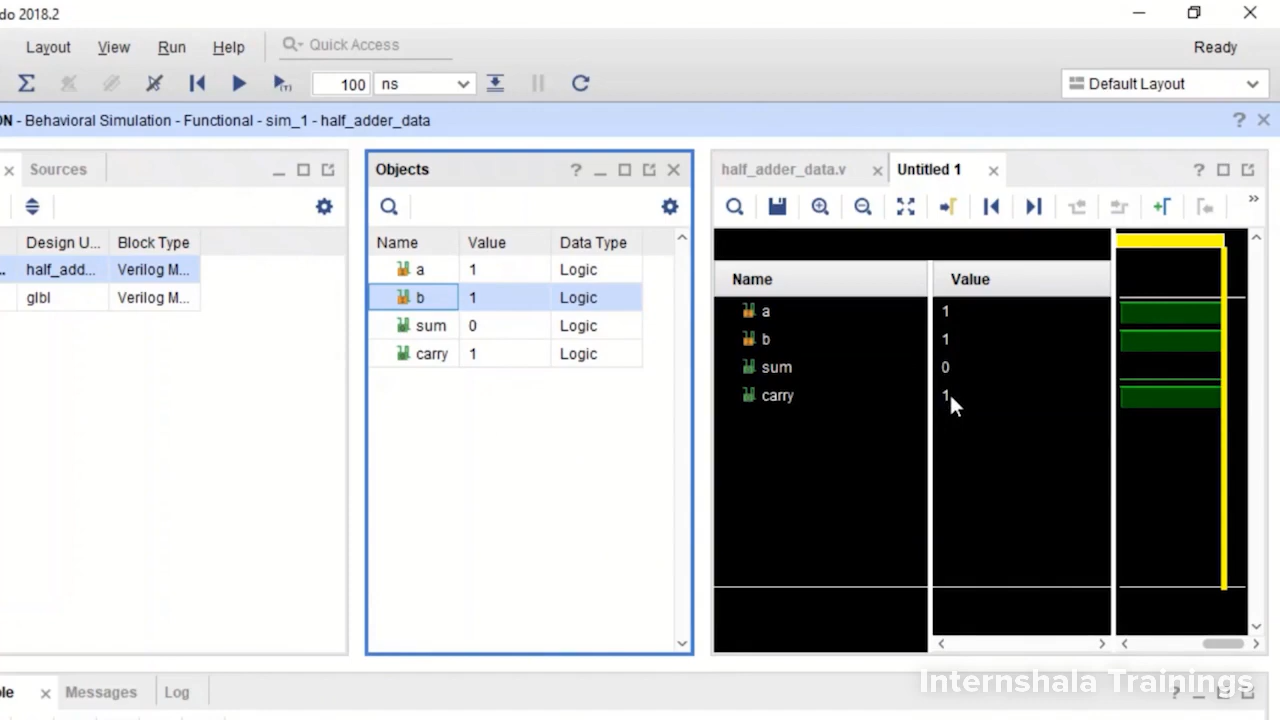 do 2018.2
Layout View Run Help Quick Access Ready
100 ns Default Layout
ON - Behavioral Simulation - Functional - sim_1 - half_adder_data ?
Sources
Design U... Block Type
.. half_add... Verilog M...
glbl Verilog M...
Objects ?
Name Value Data Type
a 1 Logic
b 1 Logic
sum 0 Logic
carry 1 Logic
half_adder_data.v Untitled 1 ?
»
Name Value
a 1
b 1
sum 0
carry 1
Internshala Trainings
le Messages Log ?